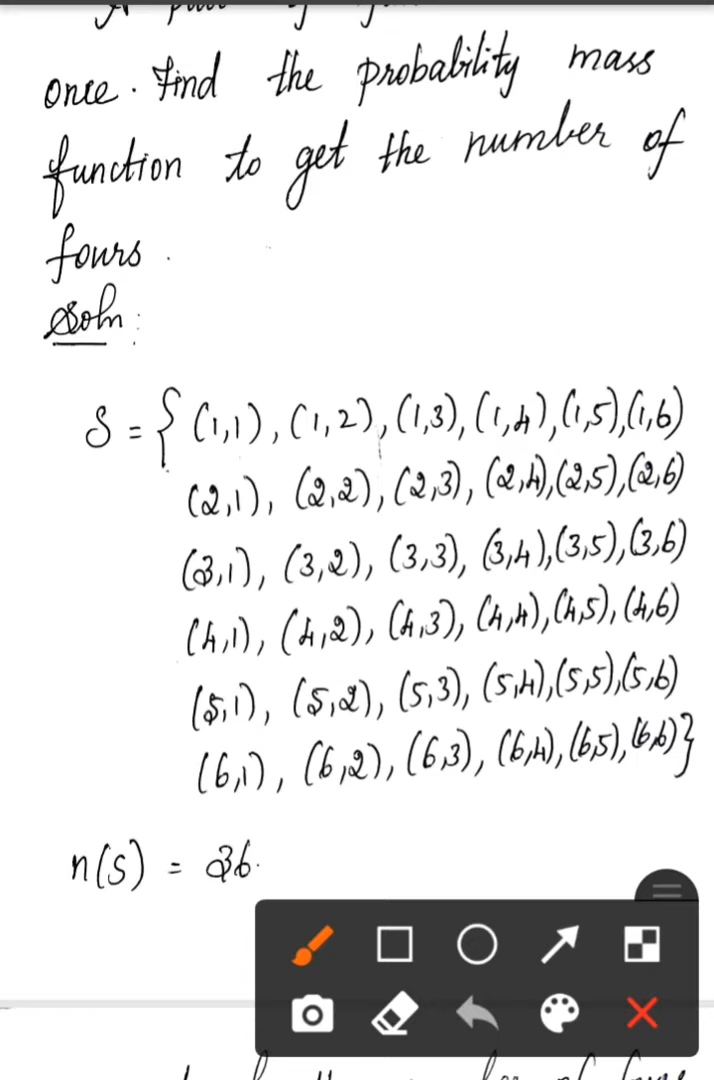 once. Find the probability mass
function to get the number of
fours.
Soln:
S = { (1,1), (1,2), (1,3), (1,4), (1,5), (1,6)
(2,1), (2,2), (2,3), (2,4), (2,5), (2,6)
(3,1), (3,2), (3,3), (3,4), (3,5), (3,6)
(4,1), (4,2), (4,3), (4,4), (4,5), (4,6)
(5,1), (5,2), (5,3), (5,4), (5,5), (5,6)
(6,1), (6,2), (6,3), (6,4), (6,5), (6,6)}
n(S) = 36.